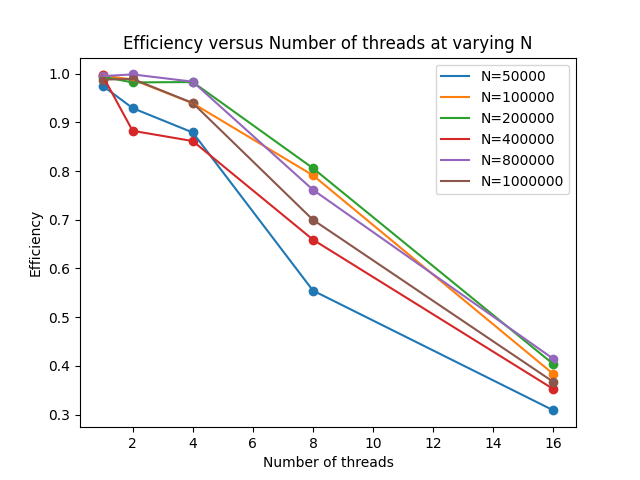 Efficiency versus Number of threads at varying N
N=50000
N=100000
N=200000
N=400000
N=800000
N=1000000
1.0
0.9
0.8
0.7
0.6
0.5
0.4
0.3
Efficiency
2 4 6 8 10 12 14 16
Number of threads